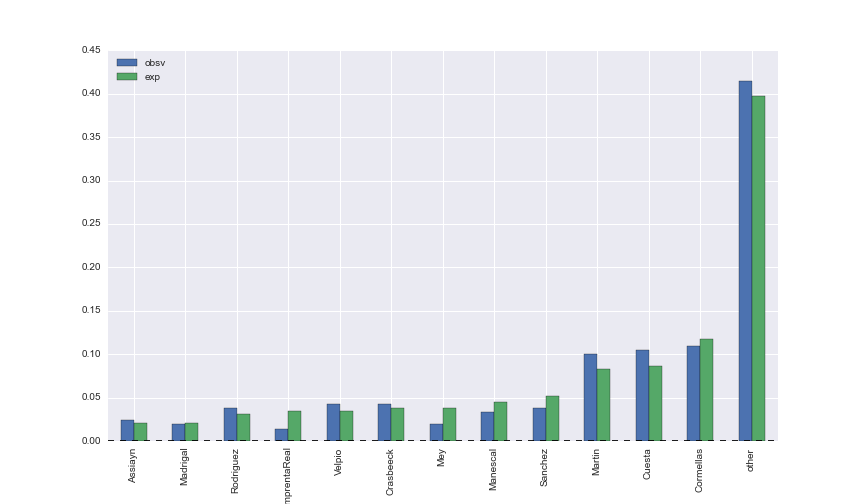 0.45
obsv
exp
0.40
0.35
0.30
0.25
0.20
0.15
0.10
0.05
0.00
Assiayn
Madrigal
Rodriguez
mprentaReal
Velpio
Crasbeeck
Mey
Manescal
Sanchez
Martin
Cuesta
Cormellas
other